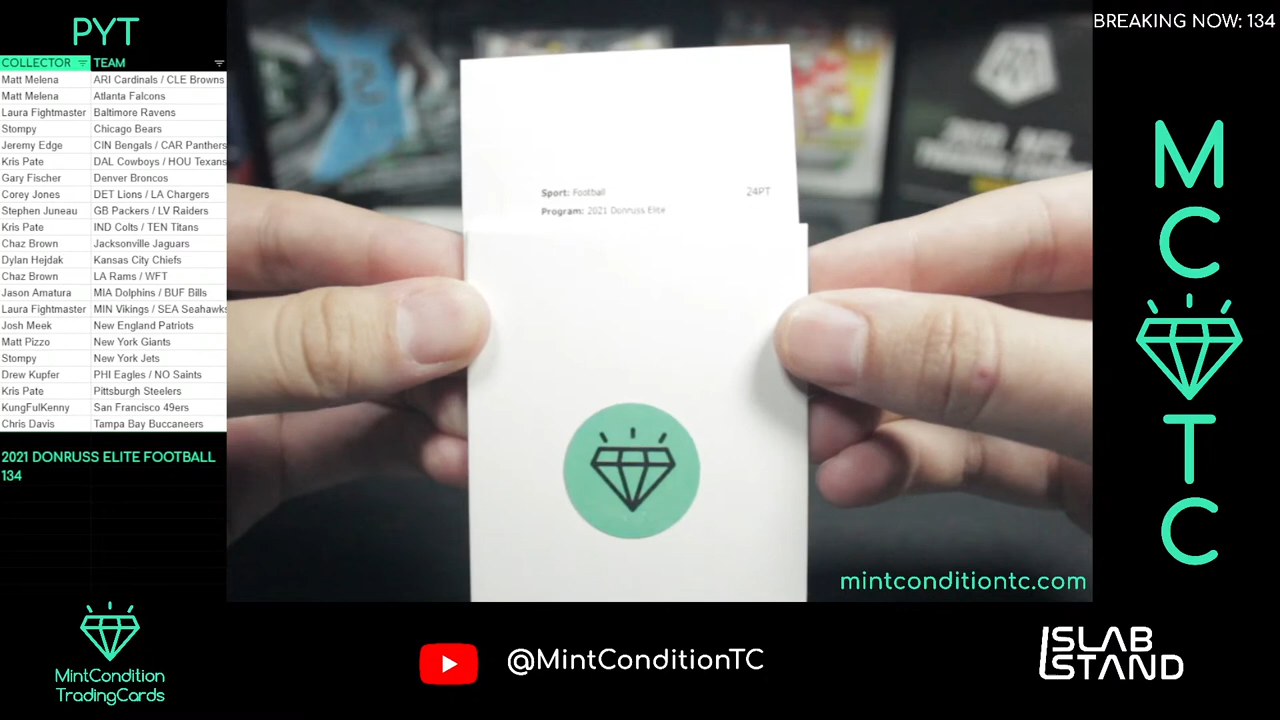 PYT
BREAKING NOW: 134
COLLECTOR TEAM
Matt Melena ARI Cardinals / CLE Browns
Matt Melena Atlanta Falcons
Laura Fightmaster Baltimore Ravens
Stompy Chicago Bears
Jeremy Edge CIN Bengals / CAR Panthers
Kris Pate DAL Cowboys / HOU Texans
Gary Fischer Denver Broncos
Corey Jones DET Lions / LA Chargers
Stephen Juneau GB Packers / LV Raiders
Kris Pate IND Colts / TEN Titans
Chaz Brown Jacksonville Jaguars
Dylan Hejdak Kansas City Chiefs
Chaz Brown LA Rams / WFT
Jason Amatura MIA Dolphins / BUF Bills
Laura Fightmaster MIN Vikings / SEA Seahawks
Josh Meek New England Patriots
Matt Pizzo New York Giants
Stompy New York Jets
Drew Kupfer PHI Eagles / NO Saints
Kris Pate Pittsburgh Steelers
KungFulKenny San Francisco 49ers
Chris Davis Tampa Bay Buccaneers
2021 DONRUSS ELITE FOOTBALL
134
Sport: Football 24PT
Program: 2021 Donruss Elite
mintconditiontc.com
M
C
T
C
MintCondition
TradingCards
@MintConditionTC
SLAB
STAND